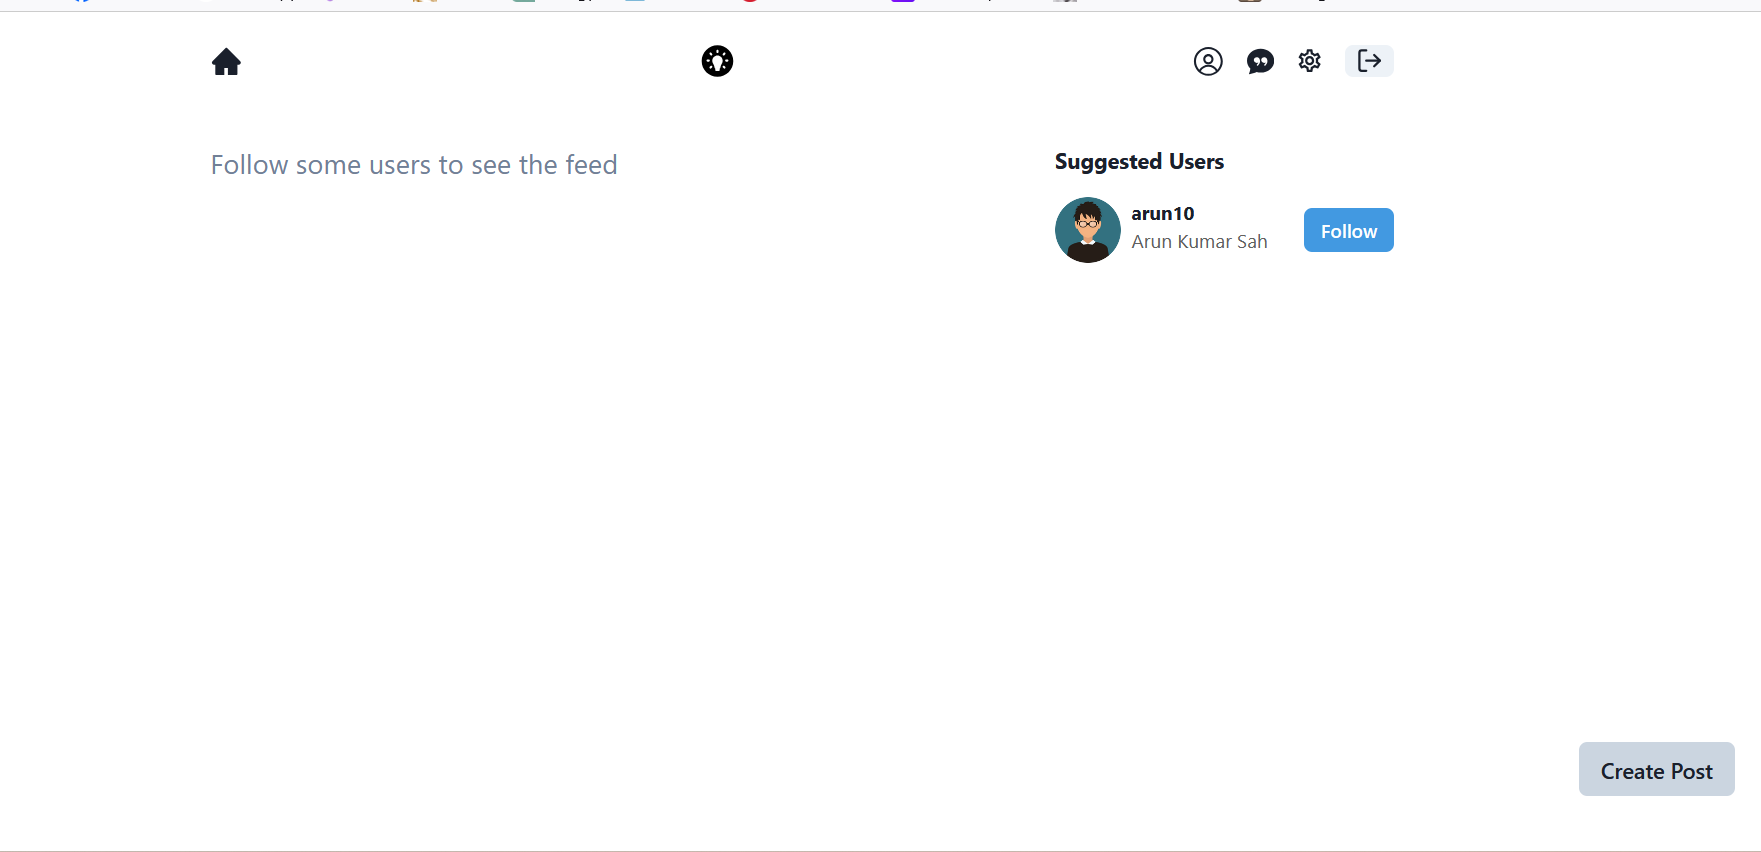 Follow some users to see the feed
Suggested Users
arun10
Arun Kumar Sah
Follow
Create Post